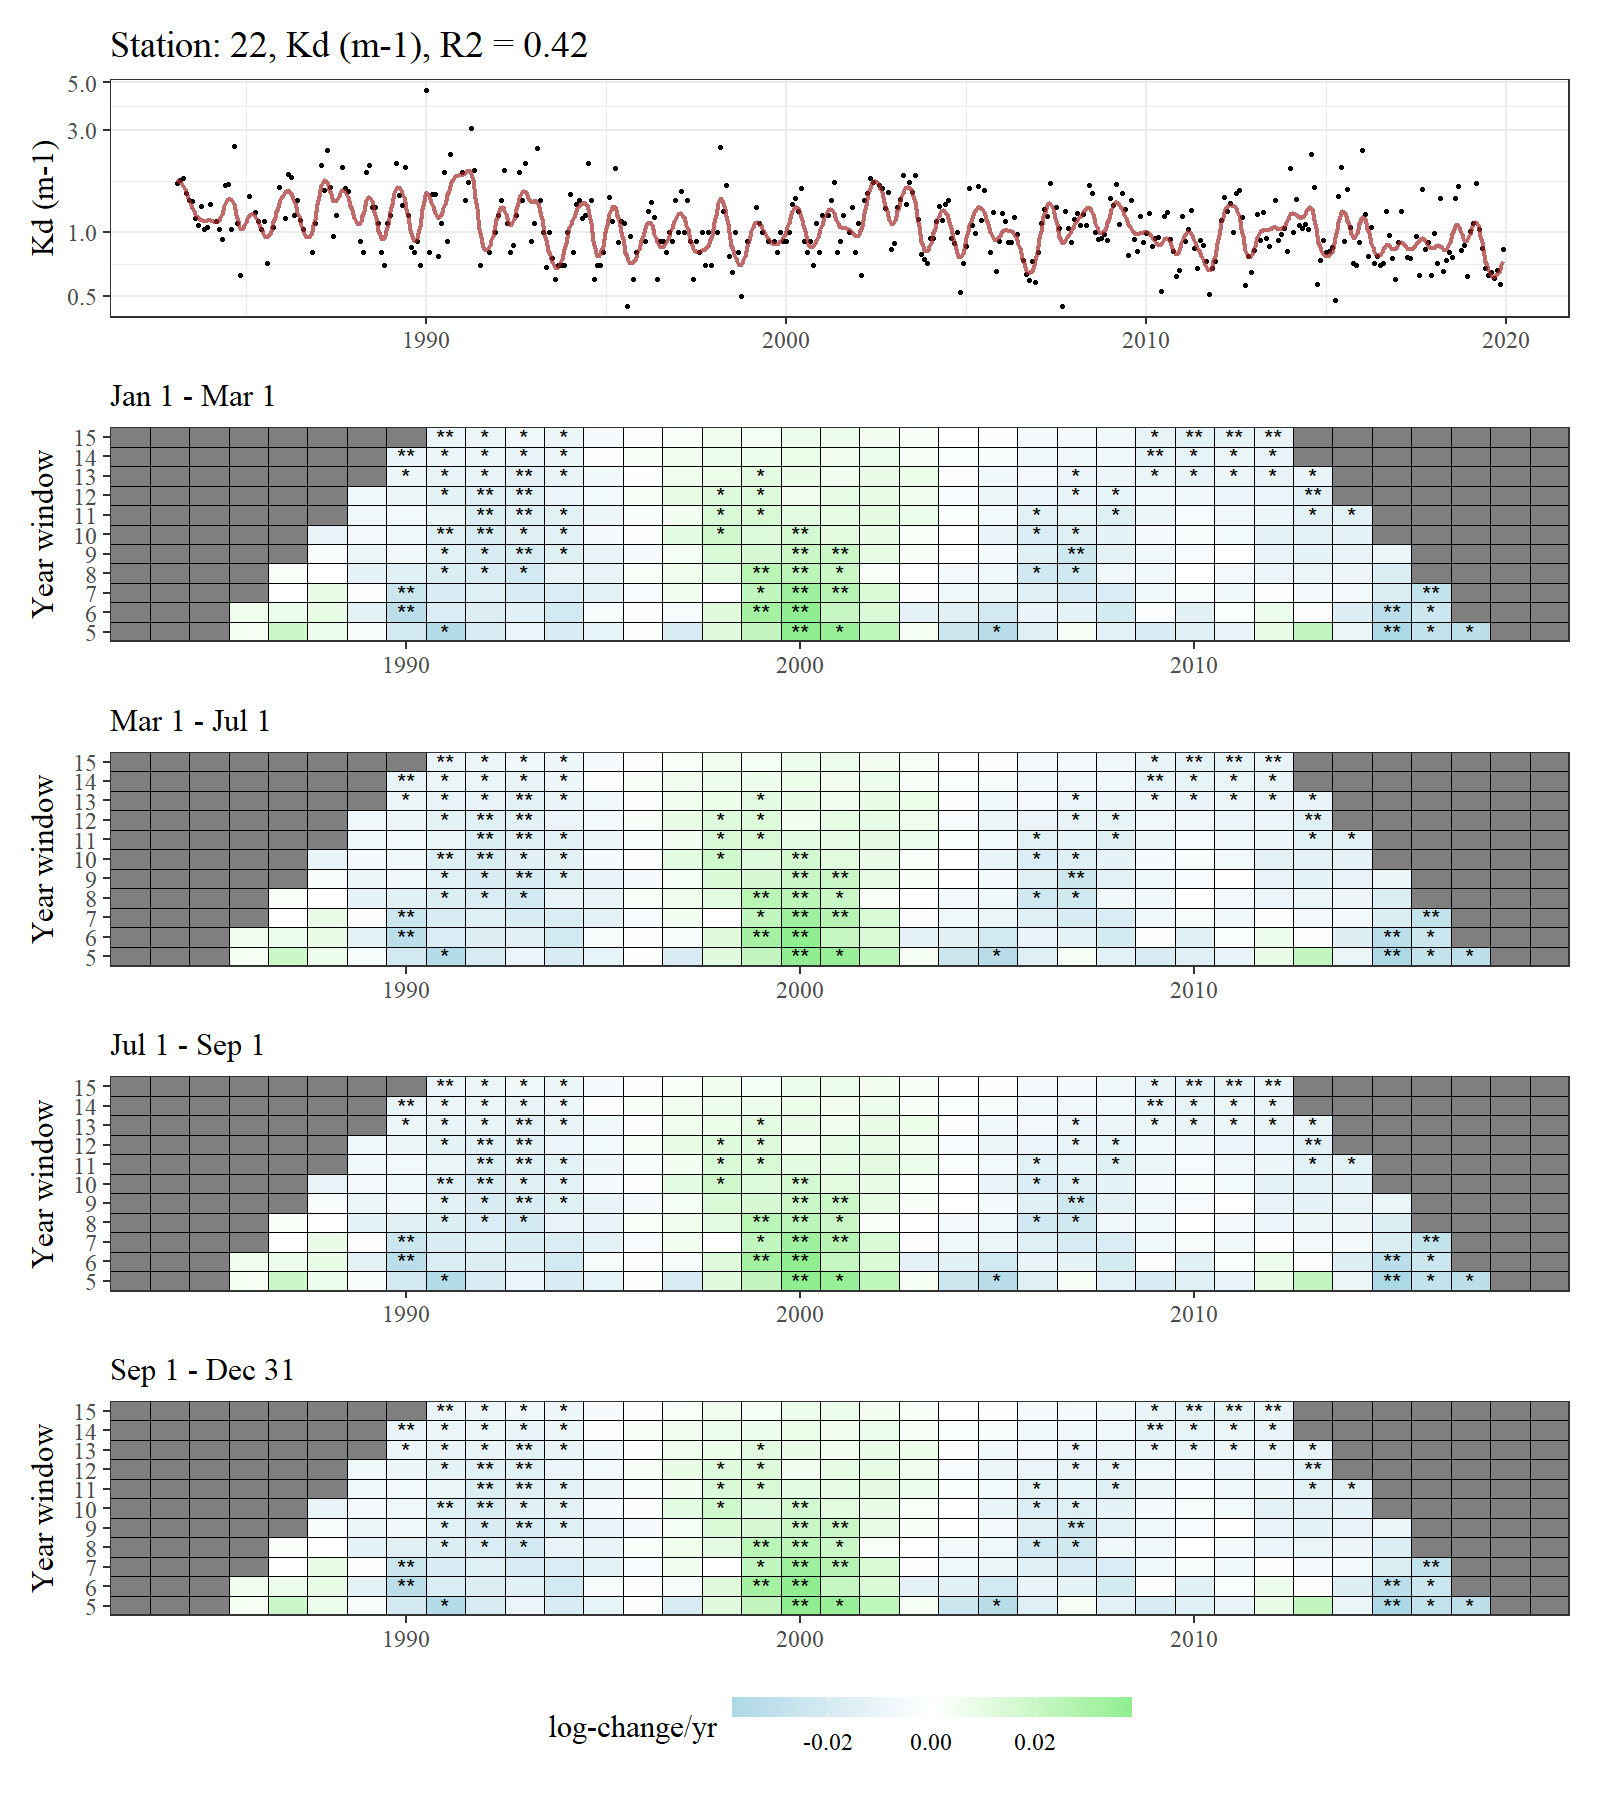 Station: 22, Kd (m-1), R2 = 0.42
Kd (m-1)
5.0
3.0
1.0
0.5
1990 2000 2010 2020
Jan 1 - Mar 1
Year window
15
14
13
12
11
10
9
8
7
6
5
1990 2000 2010
Mar 1 - Jul 1
Year window
15
14
13
12
11
10
9
8
7
6
5
1990 2000 2010
Jul 1 - Sep 1
Year window
15
14
13
12
11
10
9
8
7
6
5
1990 2000 2010
Sep 1 - Dec 31
Year window
15
14
13
12
11
10
9
8
7
6
5
1990 2000 2010
log-change/yr
-0.02 0.00 0.02